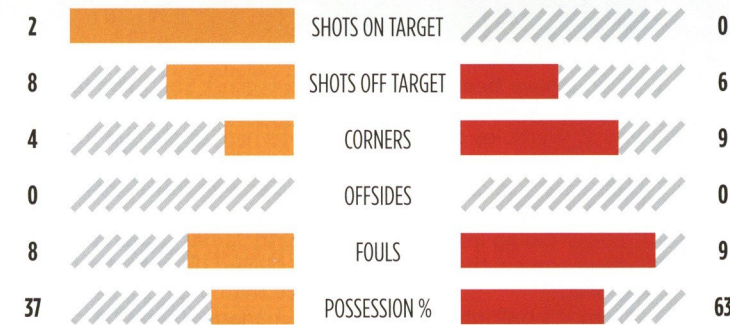 2 SHOTS ON TARGET 0
8 SHOTS OFF TARGET 6
4 CORNERS 9
0 OFFSIDES 0
8 FOULS 9
37 POSSESSION % 63